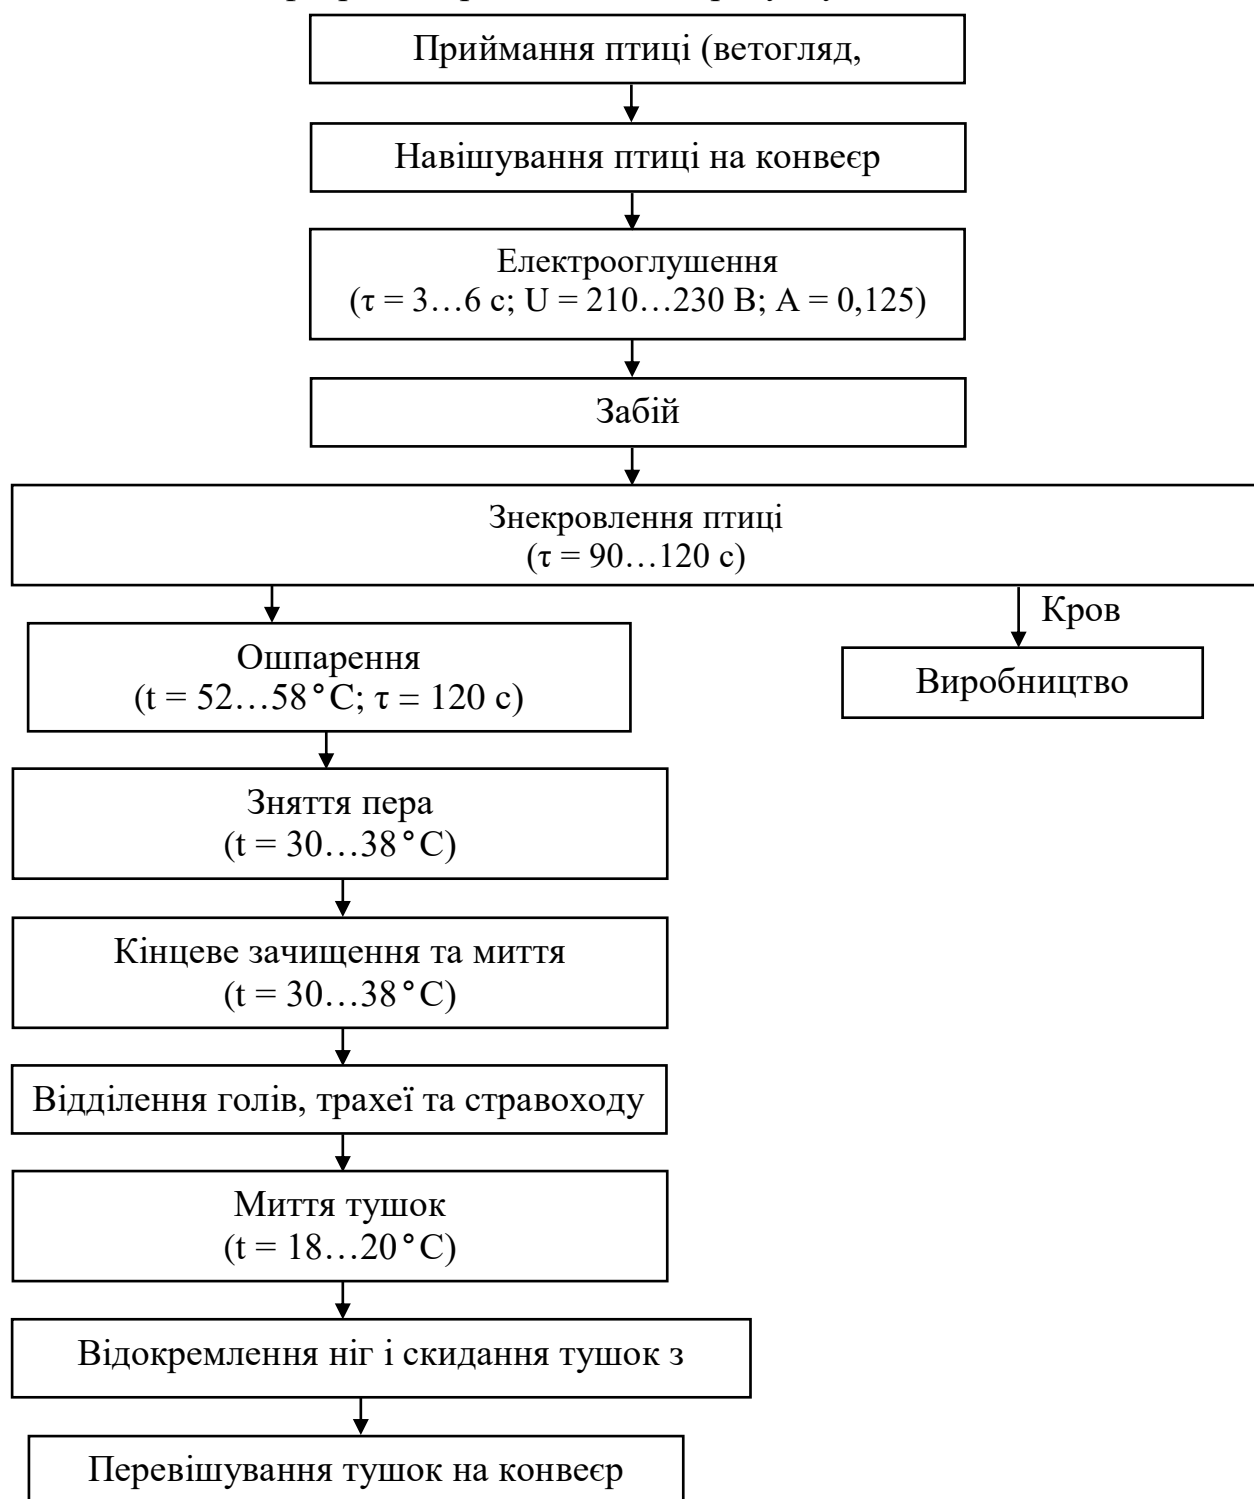 Приймання птиці (ветогляд,
Навішування птиці на конвеєр
Електрооглушення
(τ = 3…6 с; U = 210…230 В; А = 0,125)
Забій
Знекровлення птиці
(τ = 90…120 с)
Кров
Ошпарення
(t = 52…58°С; τ = 120 с)
Виробництво
Зняття пера
(t = 30…38°С)
Кінцеве зачищення та миття
(t = 30…38°С)
Відділення голів, трахеї та стравоходу
Миття тушок
(t = 18…20°С)
Відокремлення ніг і скидання тушок з
Перевішування тушок на конвеєр